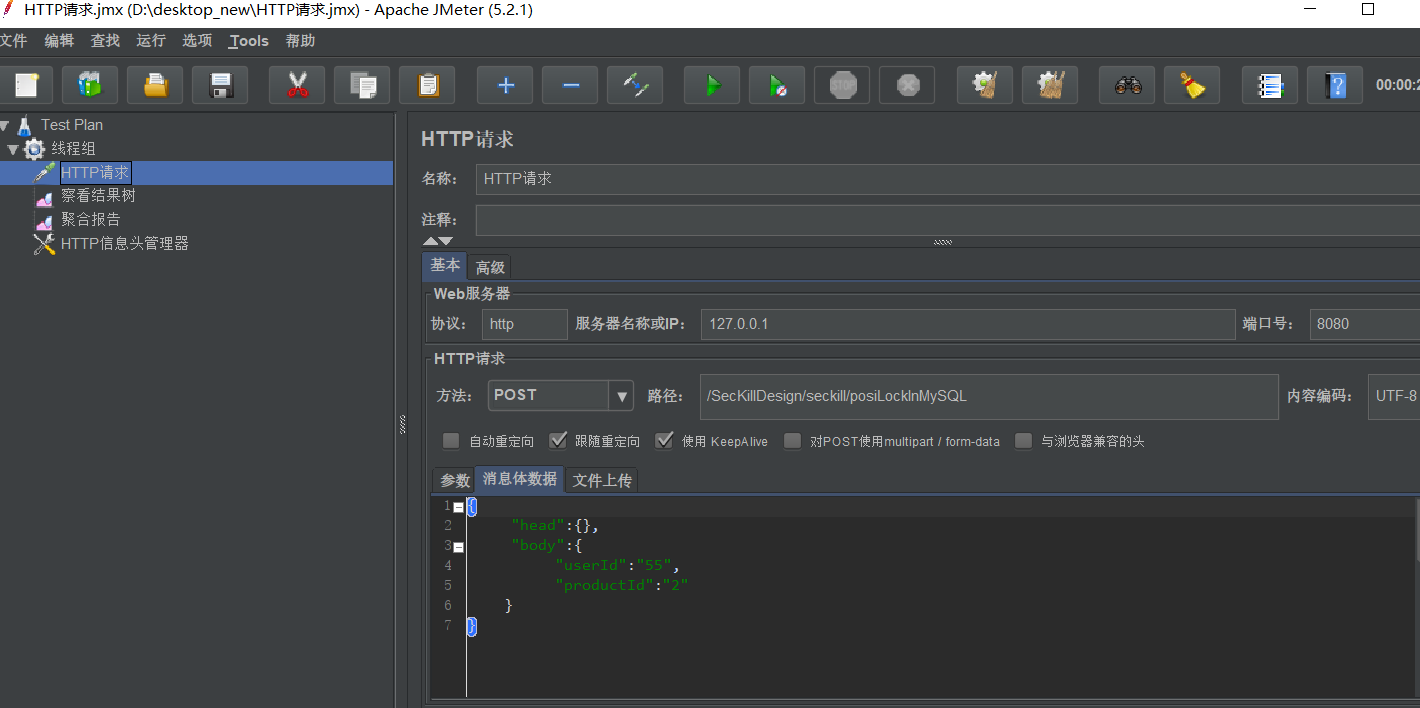 HTTP请求.jmx (D:\desktop_new\HTTP请求.jmx) - Apache JMeter (5.2.1)
文件 编辑 查找 运行 选项 Tools 帮助
STOP
00:00:2
Test Plan
线程组
HTTP请求
察看结果树
聚合报告
HTTP信息头管理器
HTTP请求
名称： HTTP请求
注释：
基本 高级
Web服务器
协议： http 服务器名称或IP： 127.0.0.1 端口号： 8080
HTTP请求
方法： POST 路径： /SecKillDesign/seckill/posiLockInMySQL 内容编码： UTF-8
自动重定向 跟随重定向 使用 KeepAlive 对POST使用multipart / form-data 与浏览器兼容的头
参数 消息体数据 文件上传
1 {
2 "head":{},
3 "body":{
4 "userId":"55",
5 "productId":"2"
6 }
7 }